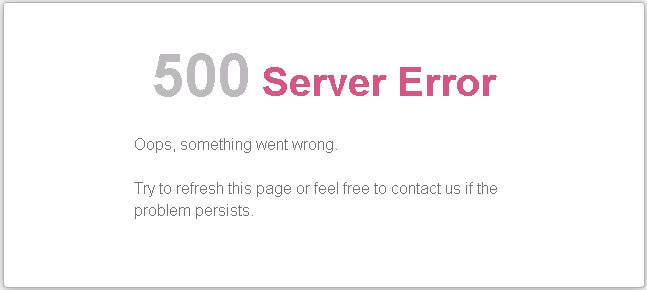 500 Server Error
Oops, something went wrong.
Try to refresh this page or feel free to contact us if the
problem persists.